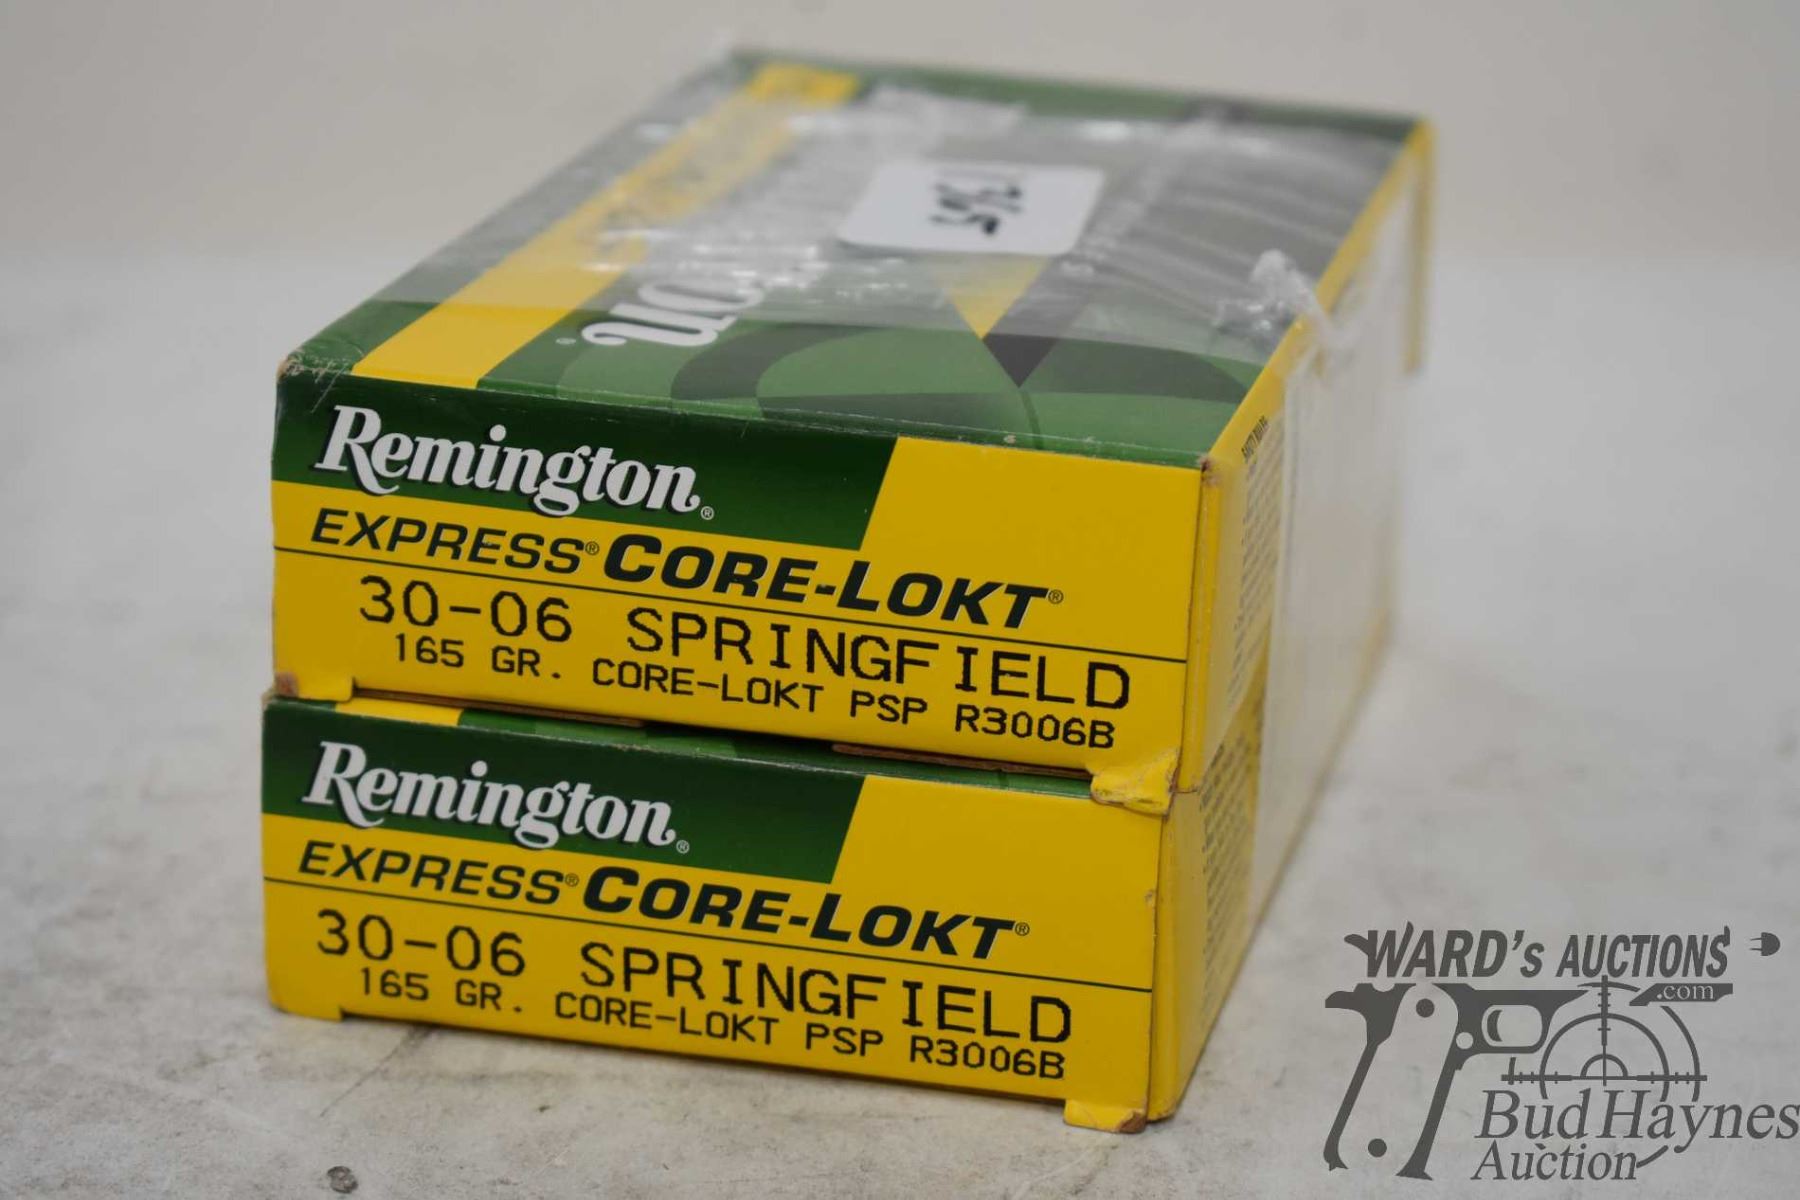 Remington®
EXPRESS® CORE-LOKT®
30-06 SPRINGFIELD
165 GR. CORE-LOKT PSP R3006B
Remington®
EXPRESS® CORE-LOKT®
30-06 SPRINGFIELD
165 GR. CORE-LOKT PSP R3006B
WARD's AUCTIONS
.com
Bud Haynes
Auction